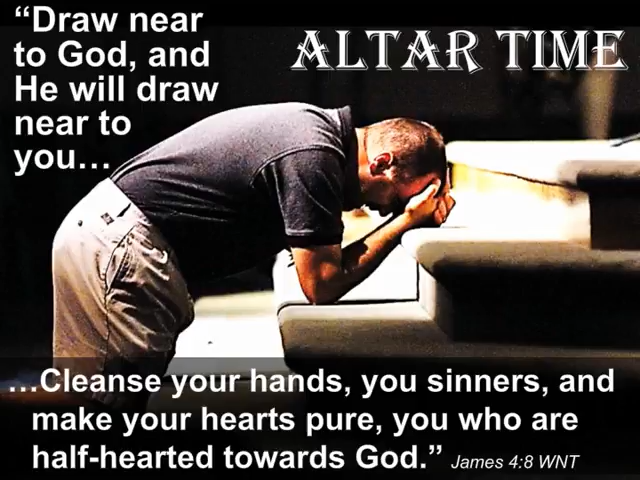 “Draw near
to God, and
He will draw
near to
you…
ALTAR TIME
…Cleanse your hands, you sinners, and
make your hearts pure, you who are
half-hearted towards God.” James 4:8 WNT